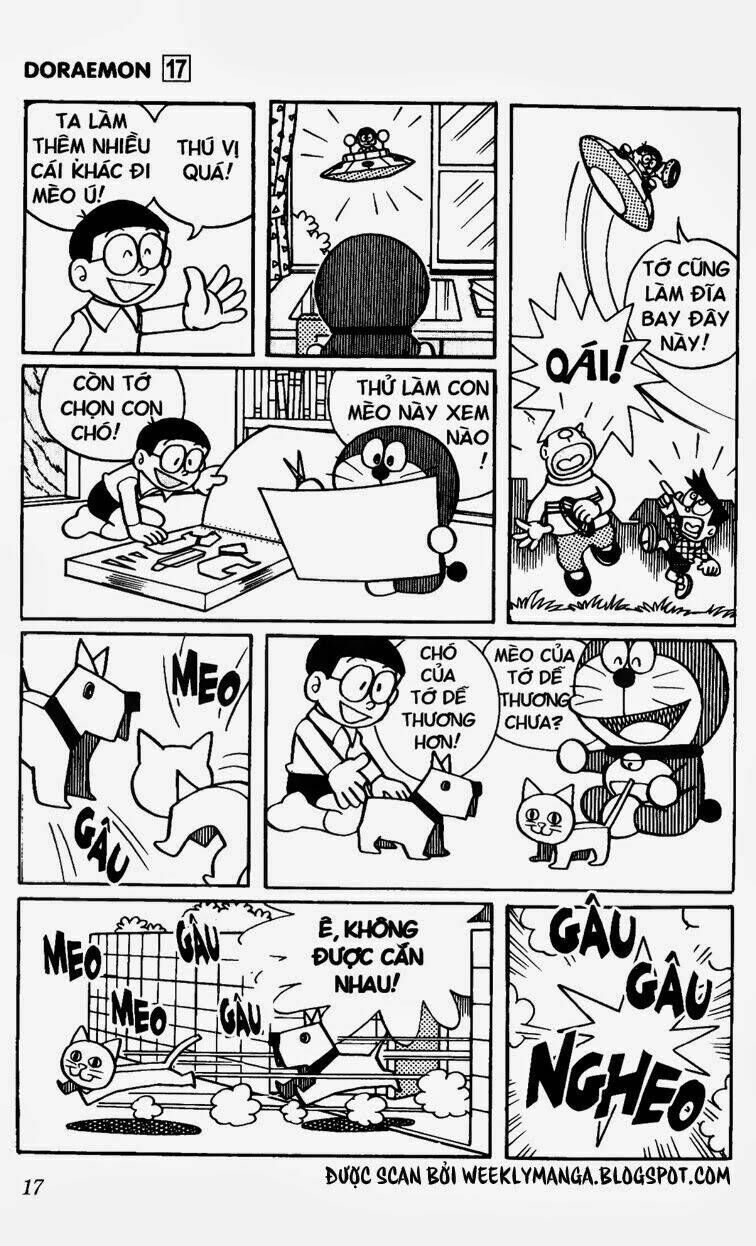 DORAEMON 17
TỚ CŨNG
LÀM ĐĨA
BAY ĐÂY
NÀY!
OÁI!
THÚ VỊ
QUÁ!
TA LÀM
THÊM NHIỀU
CÁI KHÁC ĐI
MÈO Ú!
THỬ LÀM CON
MÈO NÀY XEM
NÀO
!
CÒN TỚ
CHỌN CON
CHÓ!
MÈO CỦA
TỚ DỄ
THƯƠNG
CHƯA?
CHÓ
CỦA
TỚ DỄ
THƯƠNG
HƠN!
MEO
GÂU
GÂU
GÂU
NGHEO
Ê, KHÔNG
ĐƯỢC CẮN
NHAU!
GÂU
GÂU
MEO
MEO
ĐƯỢC SCAN BỞI WEEKLYMANGA.BLOGSPOT.COM
17